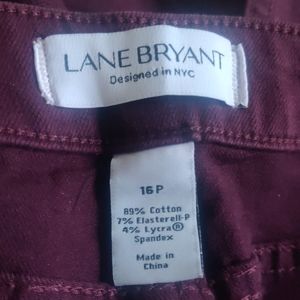 LANE BRYANT
Designed in NYC
16 P
89% Cotton
7% Elasterell-P
4% Lycra®
Spandex
Made in
China